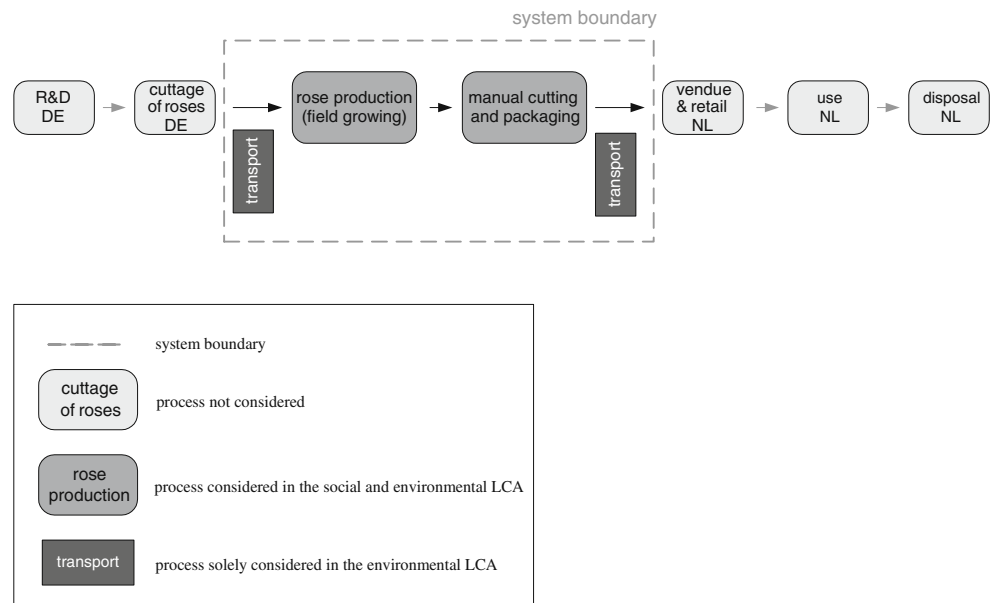 system boundary
R&D
DE
cuttage
of roses
DE
transport
rose production
(field growing)
manual cutting
and packaging
transport
vendue
& retail
NL
use
NL
disposal
NL
system boundary
cuttage
of roses
process not considered
rose
production
process considered in the social and environmental LCA
transport
process solely considered in the environmental LCA